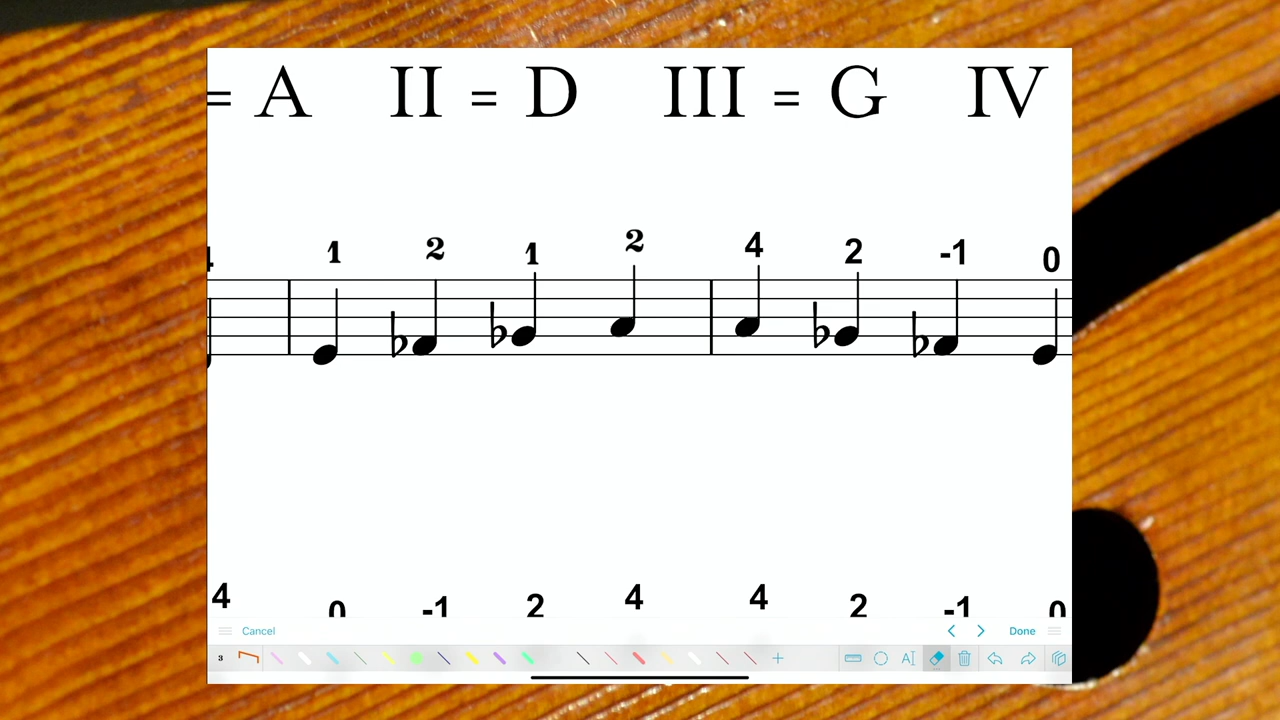 = A II = D III = G IV
4 1 2 1 2 4 2 -1 0
4 0 -1 2 4 4 2 -1 0
Cancel Done
3 A